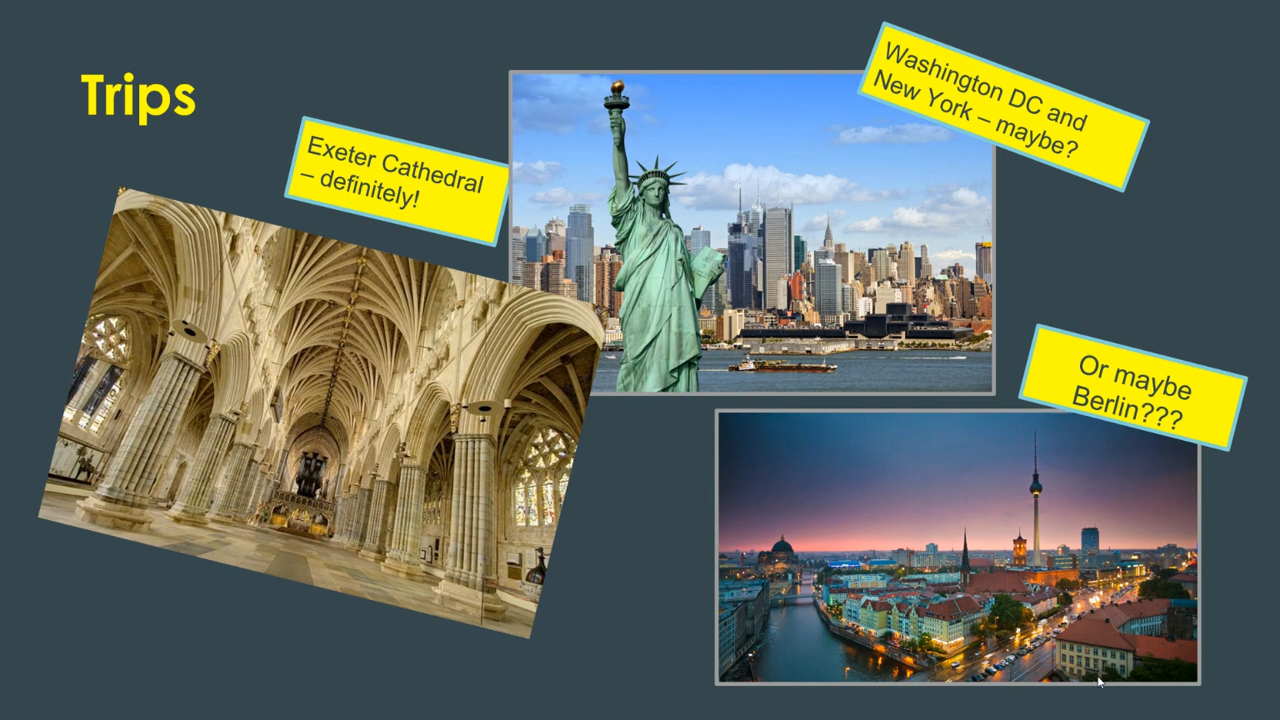 Trips
Exeter Cathedral
– definitely!
Washington DC and
New York – maybe?
Or maybe
Berlin???